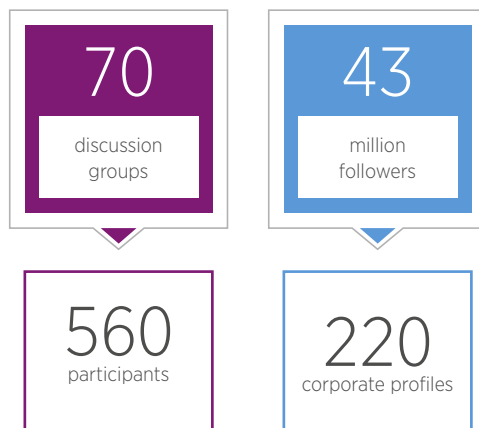 70
discussion
groups
560
participants
43
million
followers
220
corporate profiles